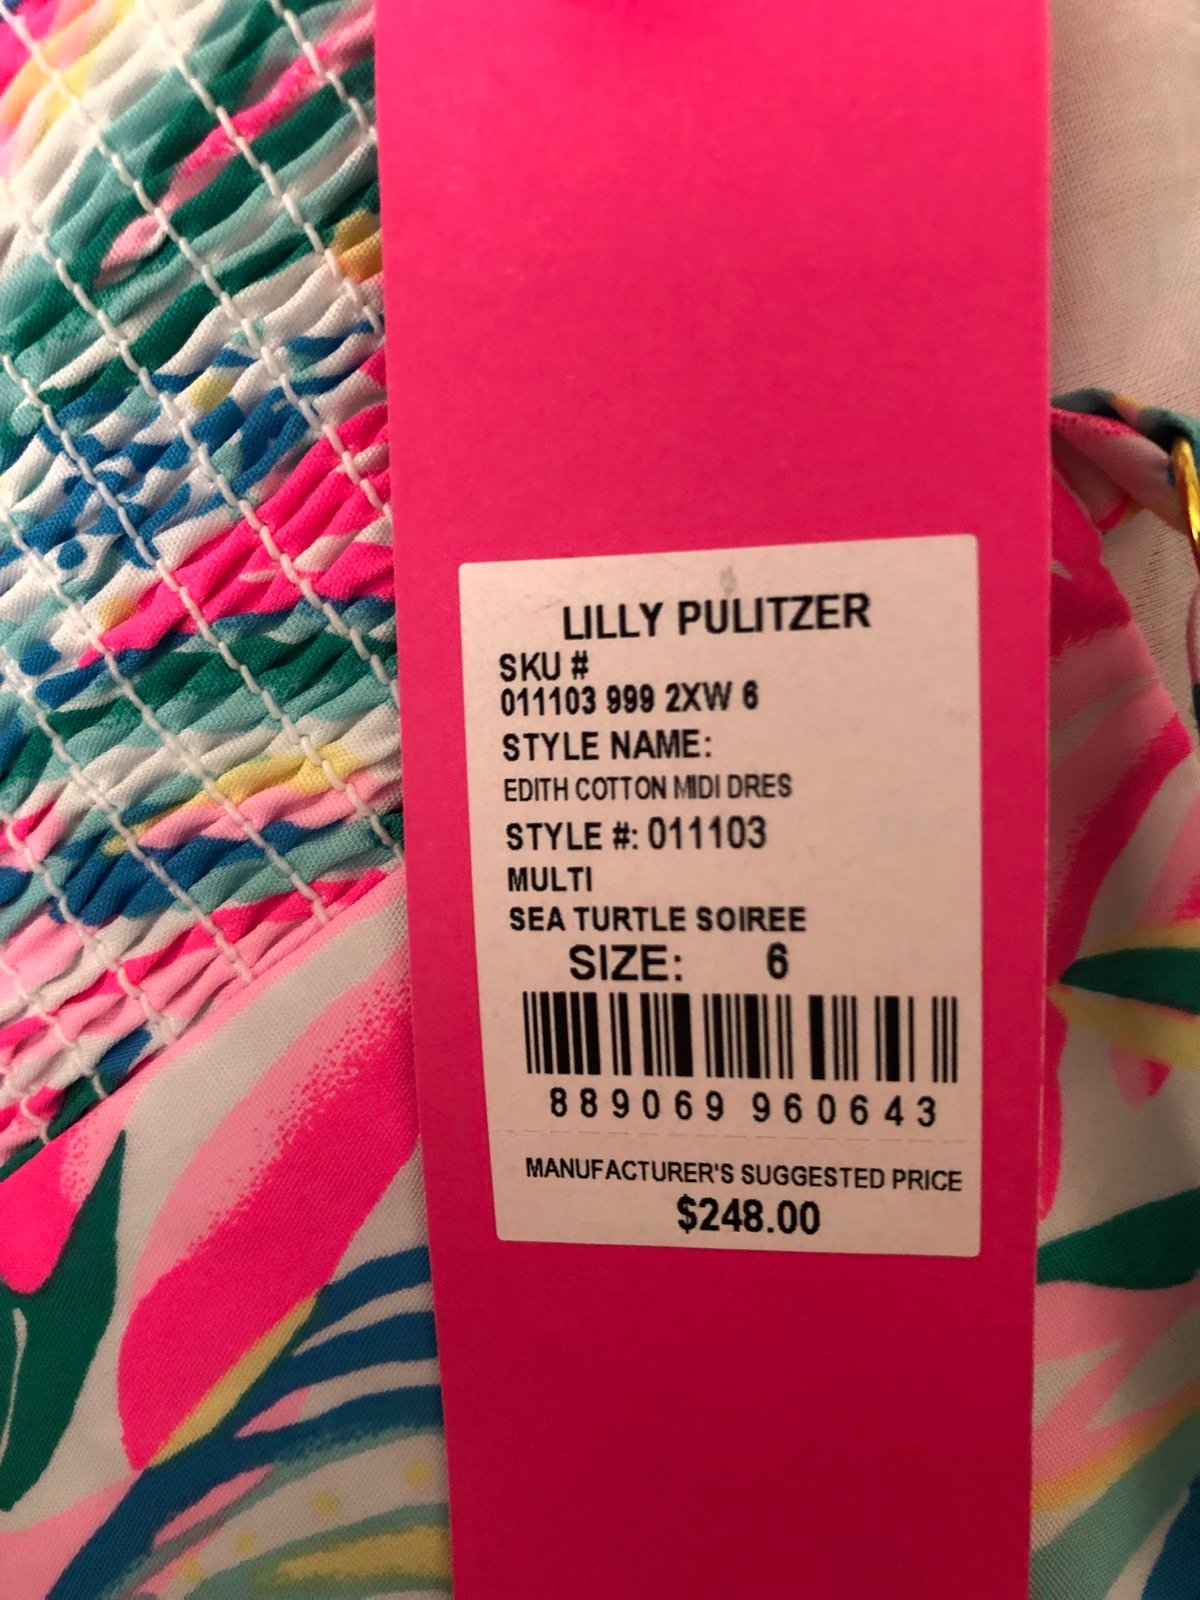 LILLY PULITZER
SKU #
011103 999 2XW 6
STYLE NAME:
EDITH COTTON MIDI DRES
STYLE #: 011103
MULTI
SEA TURTLE SOIREE
SIZE: 6
889069 960643
MANUFACTURER'S SUGGESTED PRICE
$248.00